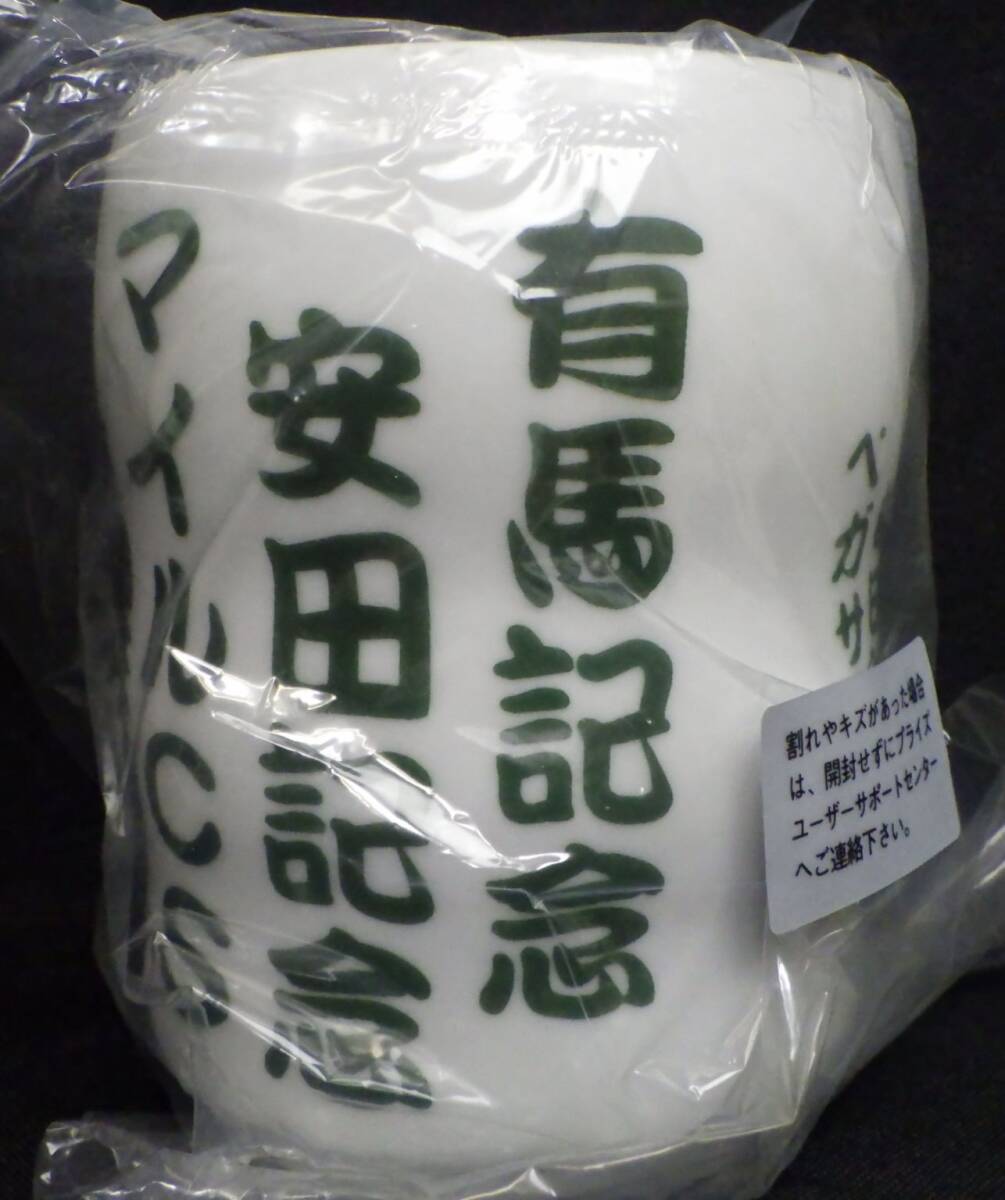 ペガサ
有馬記念
安田記念
マイルCS
割れやキズがあった場合
は、開封せずにプライズ
ユーザーサポートセンター
へご連絡下さい。